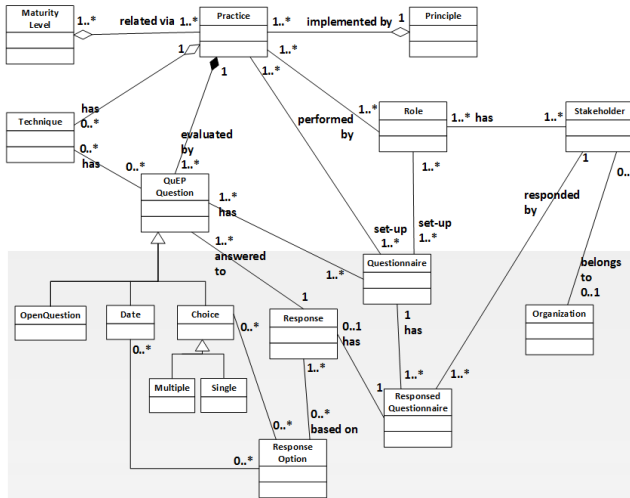 Maturity
Level
1..*
related via
1..*
Practice
1..*
implemented by
1
Principle
1
1
1..*
1..*
has
0..*
Technique
0..*
has
0..*
evaluated
by
1..*
performed
by
1..*
Role
1..* has
1..*
Stakeholder
1..*
1
0..
QuEP
Question
1..*
has
responded
by
set-up
1..*
set-up
1..*
1..*
answered
to
1..*
Questionnaire
belongs
to
0..1
OpenQuestion
Date
Choice
1
Response
0..1
has
1
has
Organization
0..*
0..*
1..*
Multiple
Single
1
1..*
1..*
Responsed
Questionnaire
0..*
0..*
based on
0..*
Response
Option